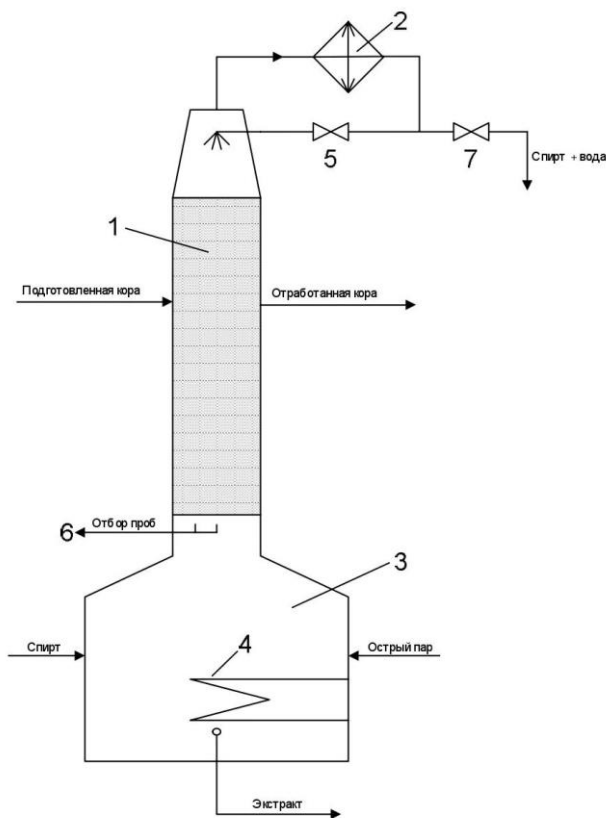 2
5
7
Спирт + вода
1
Подготовленная кора
Отработанная кора
6
Отбор проб
3
Спирт
4
Острый пар
Экстракт